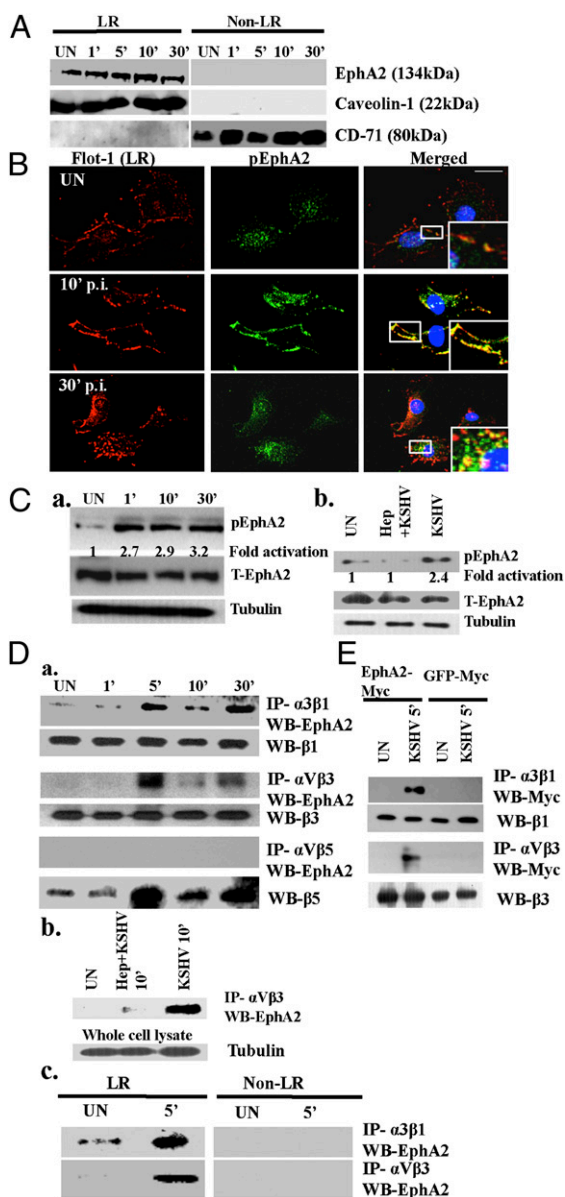 A
LR Non-LR
UN 1' 5' 10' 30' UN 1' 5' 10' 30'
EphA2 (134kDa)
Caveolin-1 (22kDa)
CD-71 (80kDa)
B
Flot-1 (LR) pEphA2 Merged
UN
10' p.i.
30' p.i.
C
a.
UN 1' 10' 30'
pEphA2
1 2.7 2.9 3.2 Fold activation
T-EphA2
Tubulin
b.
UN Hep +KSHV KSHV
pEphA2
1 1 2.4 Fold activation
T-EphA2
Tubulin
D
a.
UN 1' 5' 10' 30'
IP- α3β1
WB-EphA2
WB-β1
IP- αVβ3
WB-EphA2
WB-β3
IP- αVβ5
WB-EphA2
WB-β5
b.
UN Hep+KSHV 10' KSHV 10'
IP- αVβ3
WB-EphA2
Whole cell lysate
Tubulin
c.
LR Non-LR
UN 5' UN 5'
IP- α3β1
WB-EphA2
IP- αVβ3
WB-EphA2
E
EphA2-Myc GFP-Myc
UN KSHV 5' UN KSHV 5'
IP- α3β1
WB-Myc
WB-β1
IP- αVβ3
WB-Myc
WB-β3